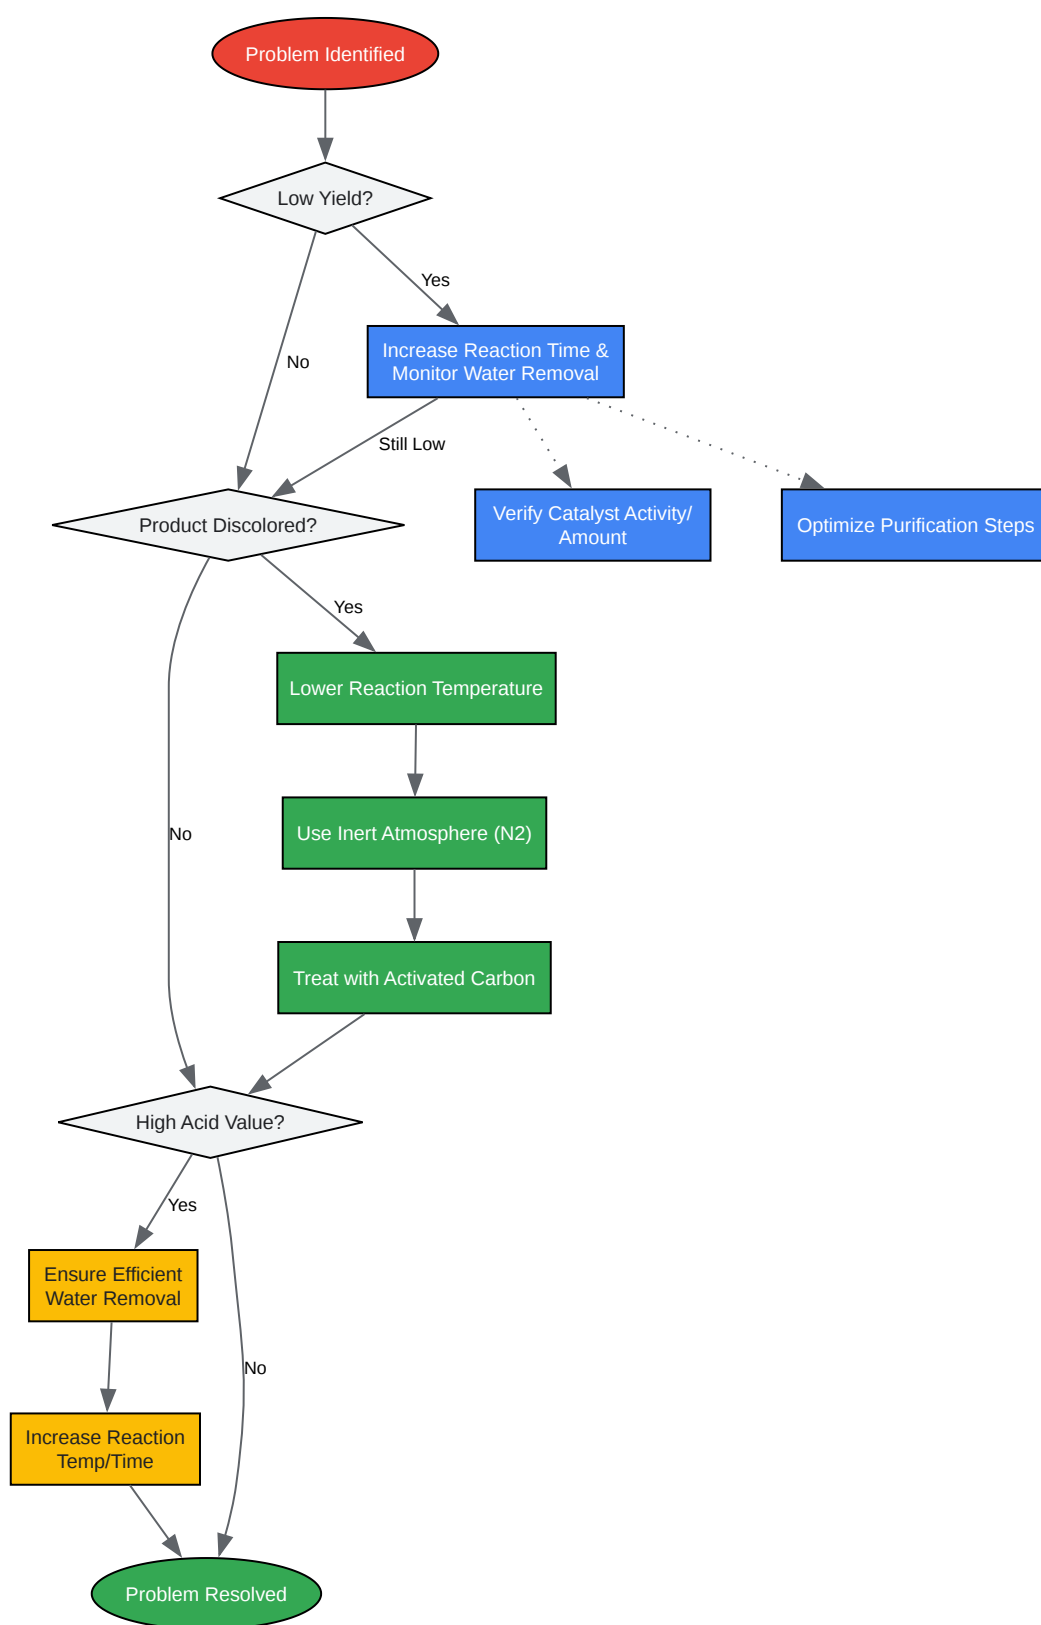 Problem Identified
Low Yield?
Yes
Increase Reaction Time &
Monitor Water Removal
No
Still Low
Product Discolored?
Verify Catalyst Activity/
Amount
Optimize Purification Steps
Yes
Lower Reaction Temperature
Use Inert Atmosphere (N2)
No
Treat with Activated Carbon
High Acid Value?
Yes
Ensure Efficient
Water Removal
No
Increase Reaction
Temp/Time
Problem Resolved